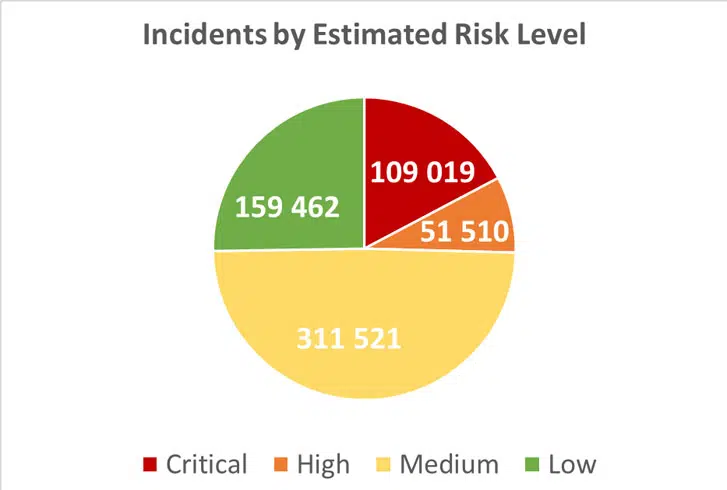 Incidents by Estimated Risk Level
109 019
159 462
51 510
311 521
Critical High Medium Low